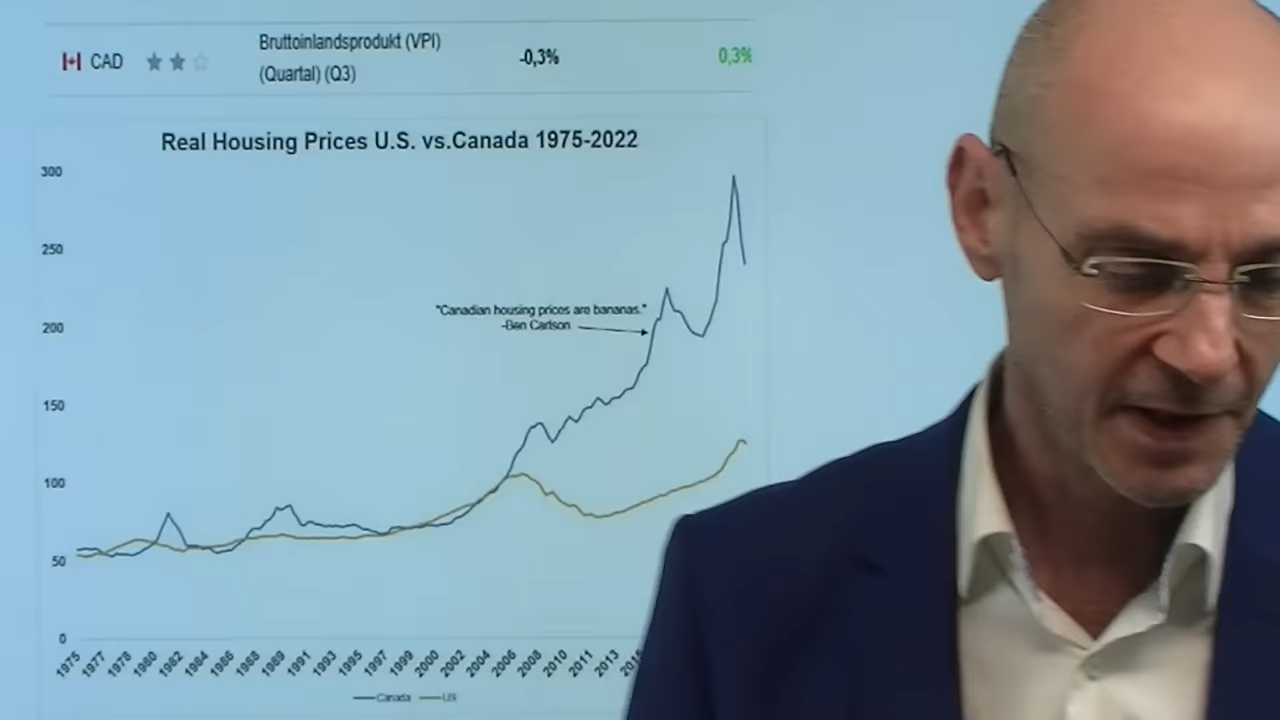 CAD
Bruttoinlandsprodukt (VPI)
(Quartal) (Q3)
-0,3%
0,3%
Real Housing Prices U.S. vs.Canada 1975-2022
300
250
200
150
100
50
0
"Canadian housing prices are bananas."
-Ben Carlson
1975 1977 1978 1980 1982 1984 1986 1988 1989 1991 1993 1995 1997 1999 2000 2002 2004 2006 2008 2010 2011 2013 2015
Canada US